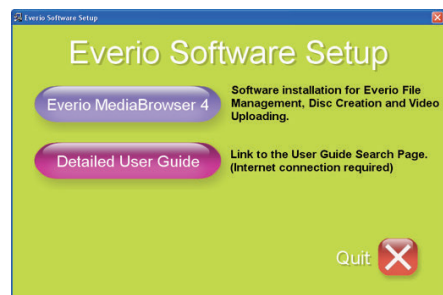 Everio Software Setup
Everio Software Setup
Everio MediaBrowser 4
Software installation for Everio File
Management, Disc Creation and Video
Uploading.
Detailed User Guide
Link to the User Guide Search Page.
(Internet connection required)
Quit